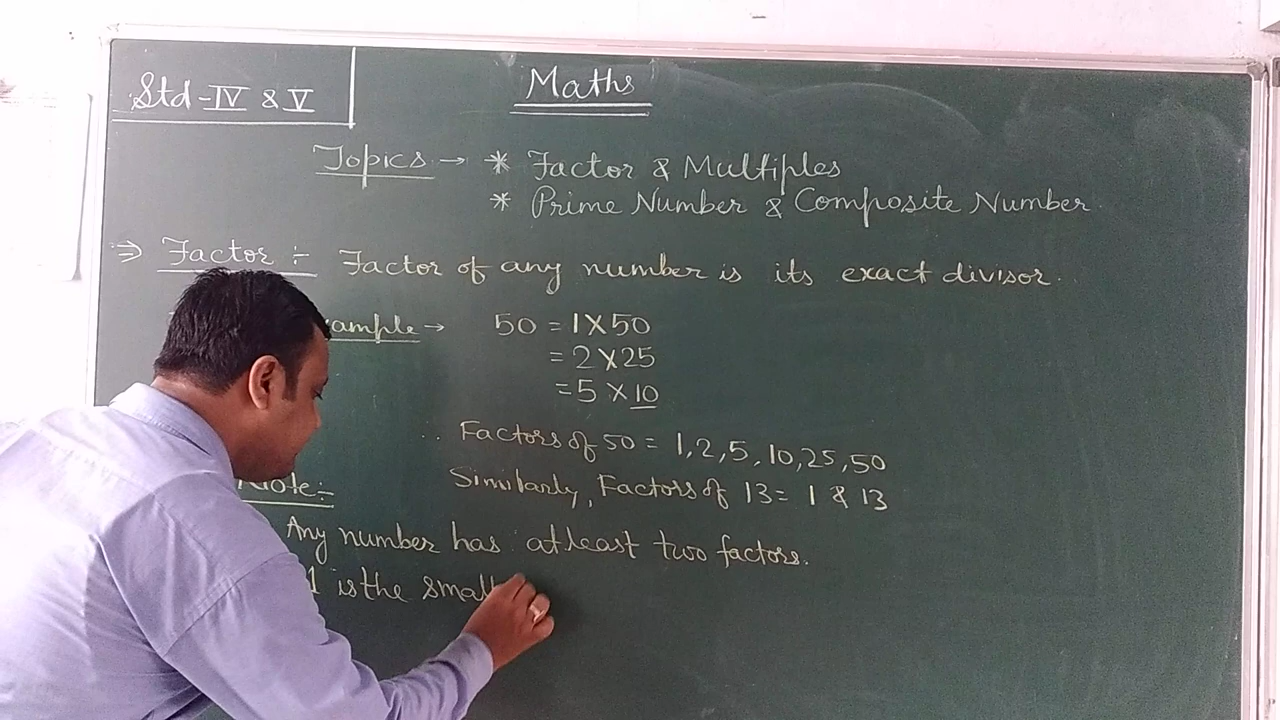 Std-IV & V
Maths
Topics → * Factor & Multiples
* Prime Number & Composite Number
⇒ Factor :- Factor of any number is its exact divisor.
ample → 50 = 1 X 50
= 2 X 25
= 5 X 10
∴ Factors of 50 = 1, 2, 5, 10, 25, 50
Similarly, Factors of 13 = 1 & 13
Note:-
Any number has atleast two factors.
1 is the small